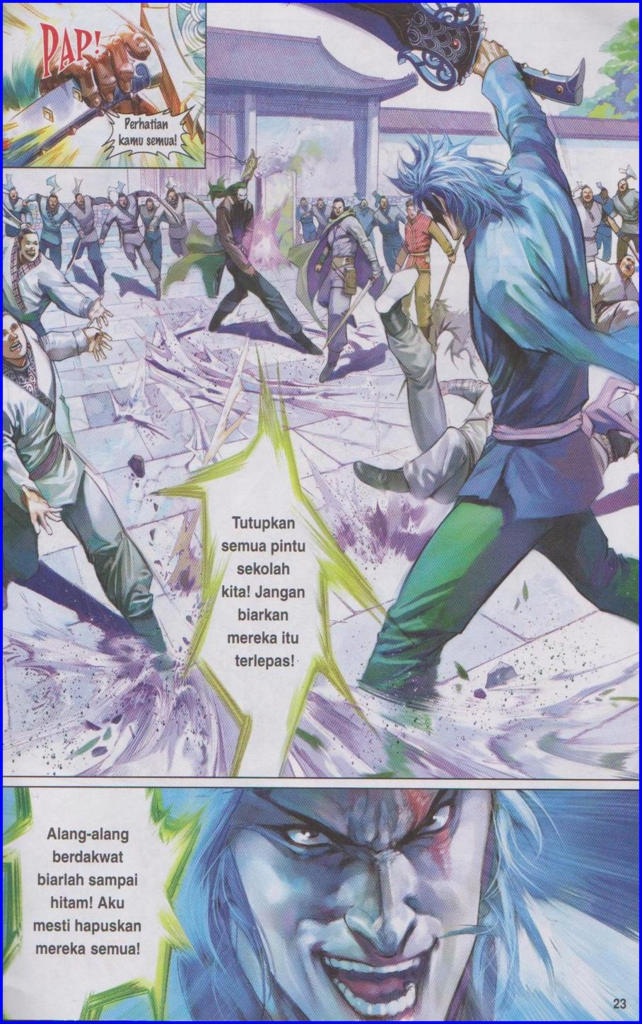 PAP!
Perhatian
kamu semua!
Tutupkan
semua pintu
sekolah
kita! Jangan
biarkan
mereka itu
terlepas!
Alang-alang
berdakwat
biarlah sampai
hitam! Aku
mesti hapuskan
mereka semua!
23